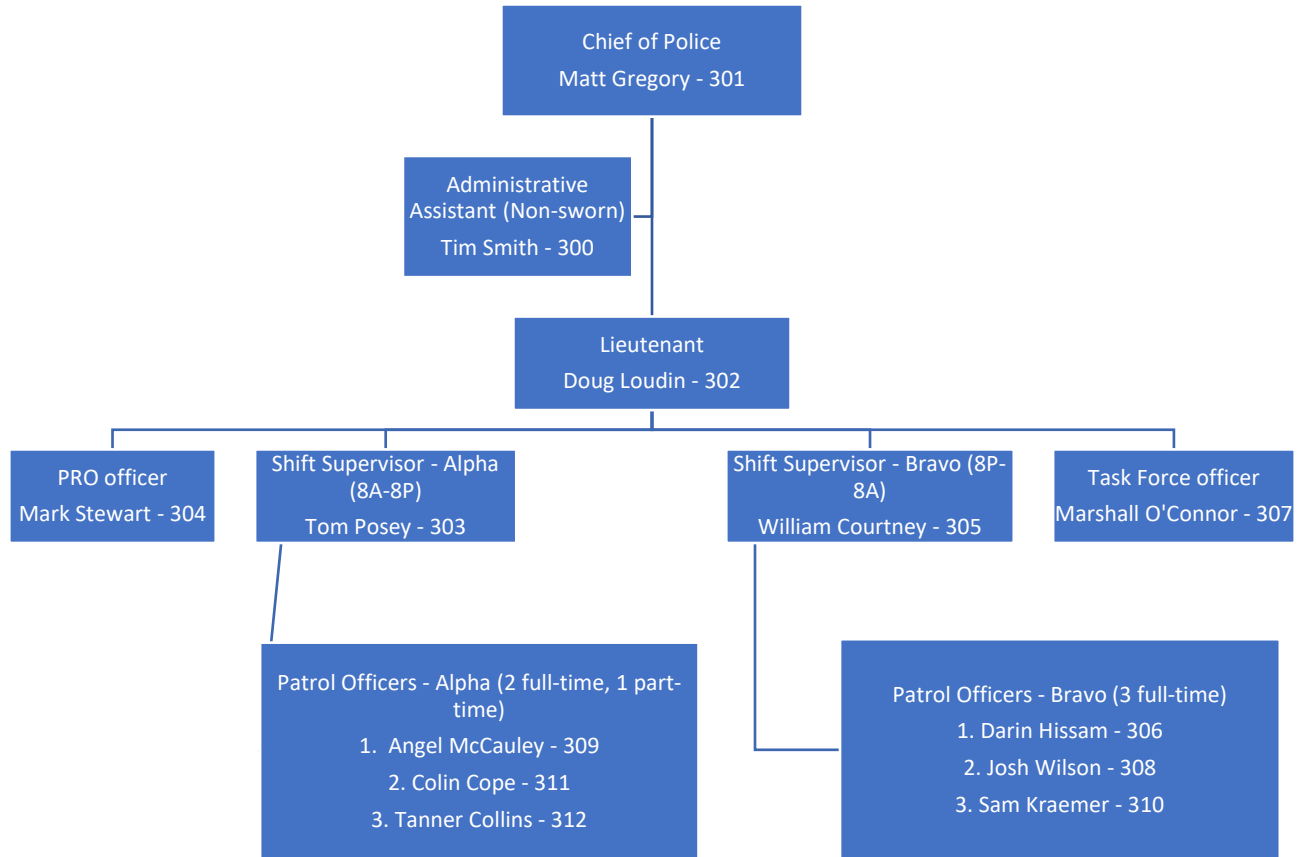 Chief of Police
Matt Gregory - 301
Administrative
Assistant (Non-sworn)
Tim Smith - 300
Lieutenant
Doug Loudin - 302
PRO officer
Mark Stewart - 304
Shift Supervisor - Alpha
(8A-8P)
Tom Posey - 303
Shift Supervisor - Bravo (8P-
8A)
William Courtney - 305
Task Force officer
Marshall O'Connor - 307
Patrol Officers - Alpha (2 full-time, 1 part-
time)
1. Angel McCauley - 309
2. Colin Cope - 311
3. Tanner Collins - 312
Patrol Officers - Bravo (3 full-time)
1. Darin Hissam - 306
2. Josh Wilson - 308
3. Sam Kraemer - 310